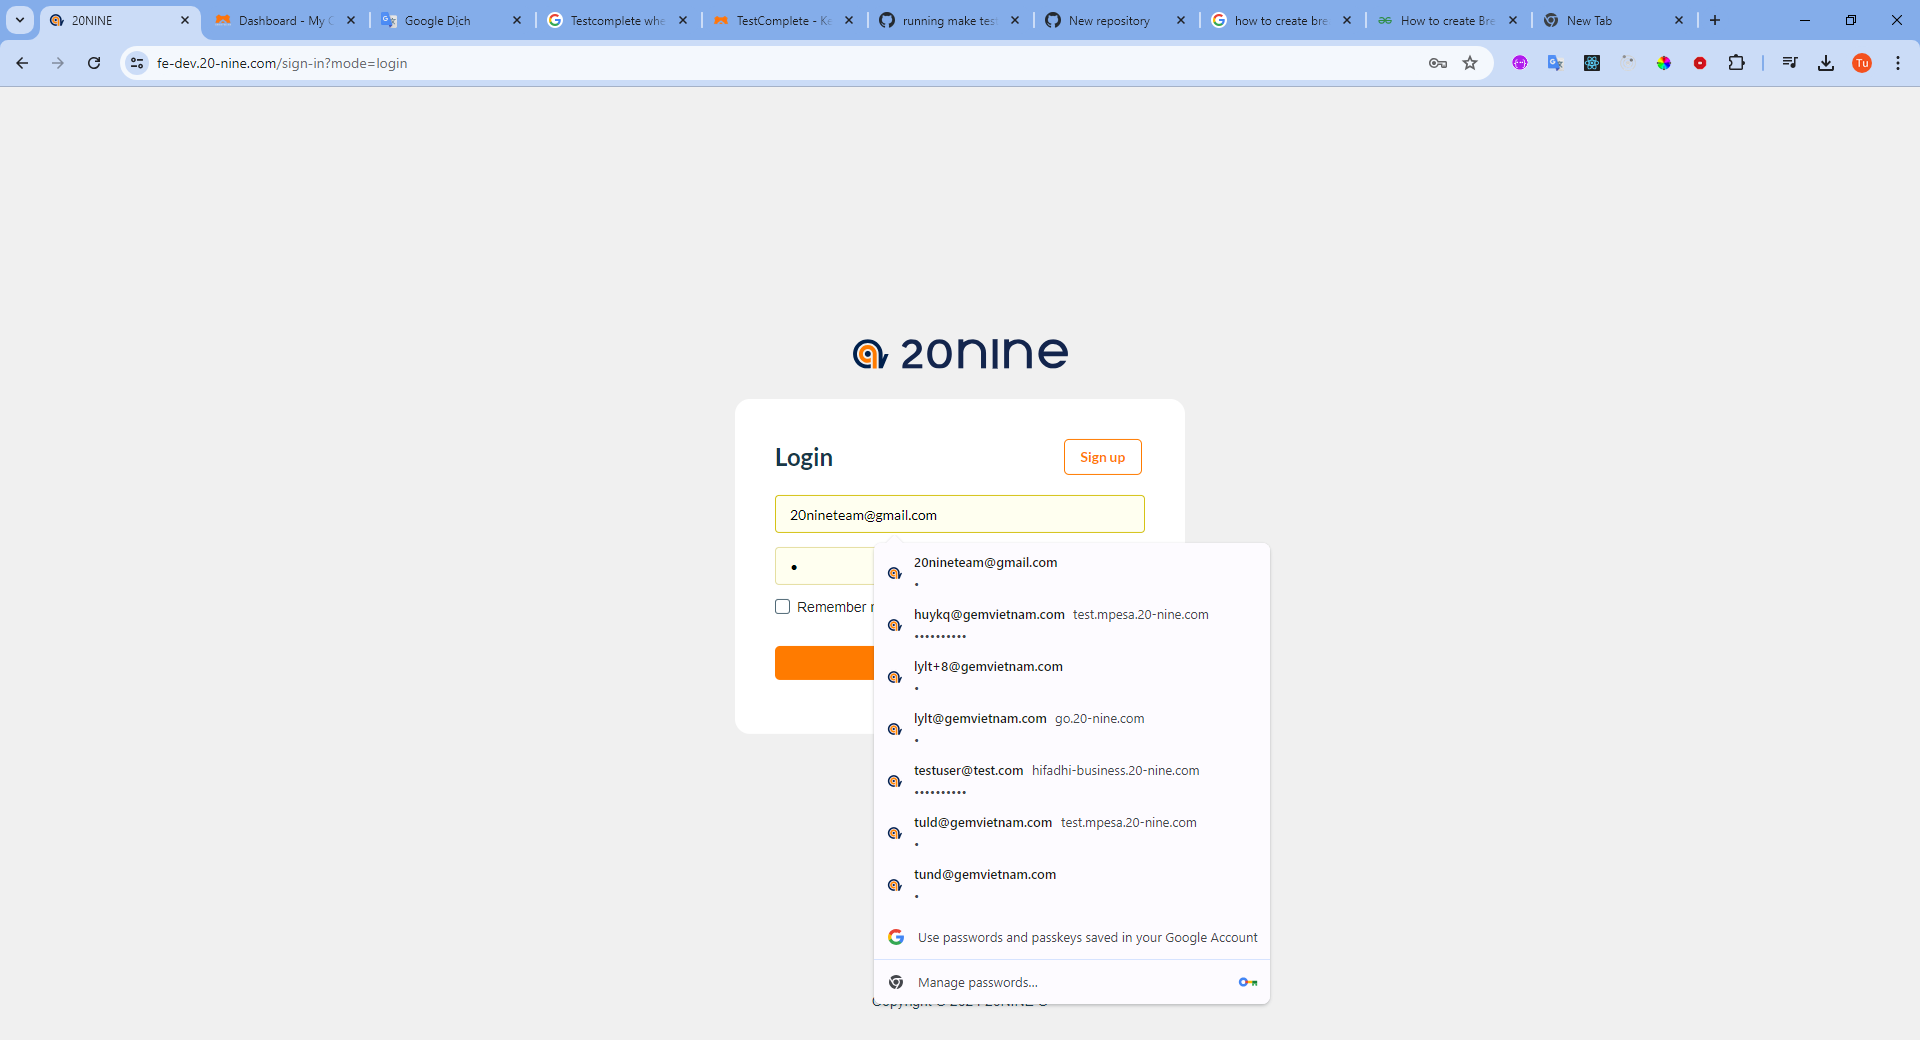 20NINE
Dashboard - My C
Google Dịch
Testcomplete whe
TestComplete - Ke
running make tes
New repository
how to create bre
How to create Bre
New Tab
fe-dev.20-nine.com/sign-in?mode=login
Tu
20nine
Login
Sign up
20nineteam@gmail.com
•
Remember
20nineteam@gmail.com
•
huykq@gemvietnam.com test.mpesa.20-nine.com
••••••••••
lylt+8@gemvietnam.com
•
lylt@gemvietnam.com go.20-nine.com
•
testuser@test.com hifadhi-business.20-nine.com
••••••••••
tuld@gemvietnam.com test.mpesa.20-nine.com
•
tund@gemvietnam.com
•
Use passwords and passkeys saved in your Google Account
Manage passwords...